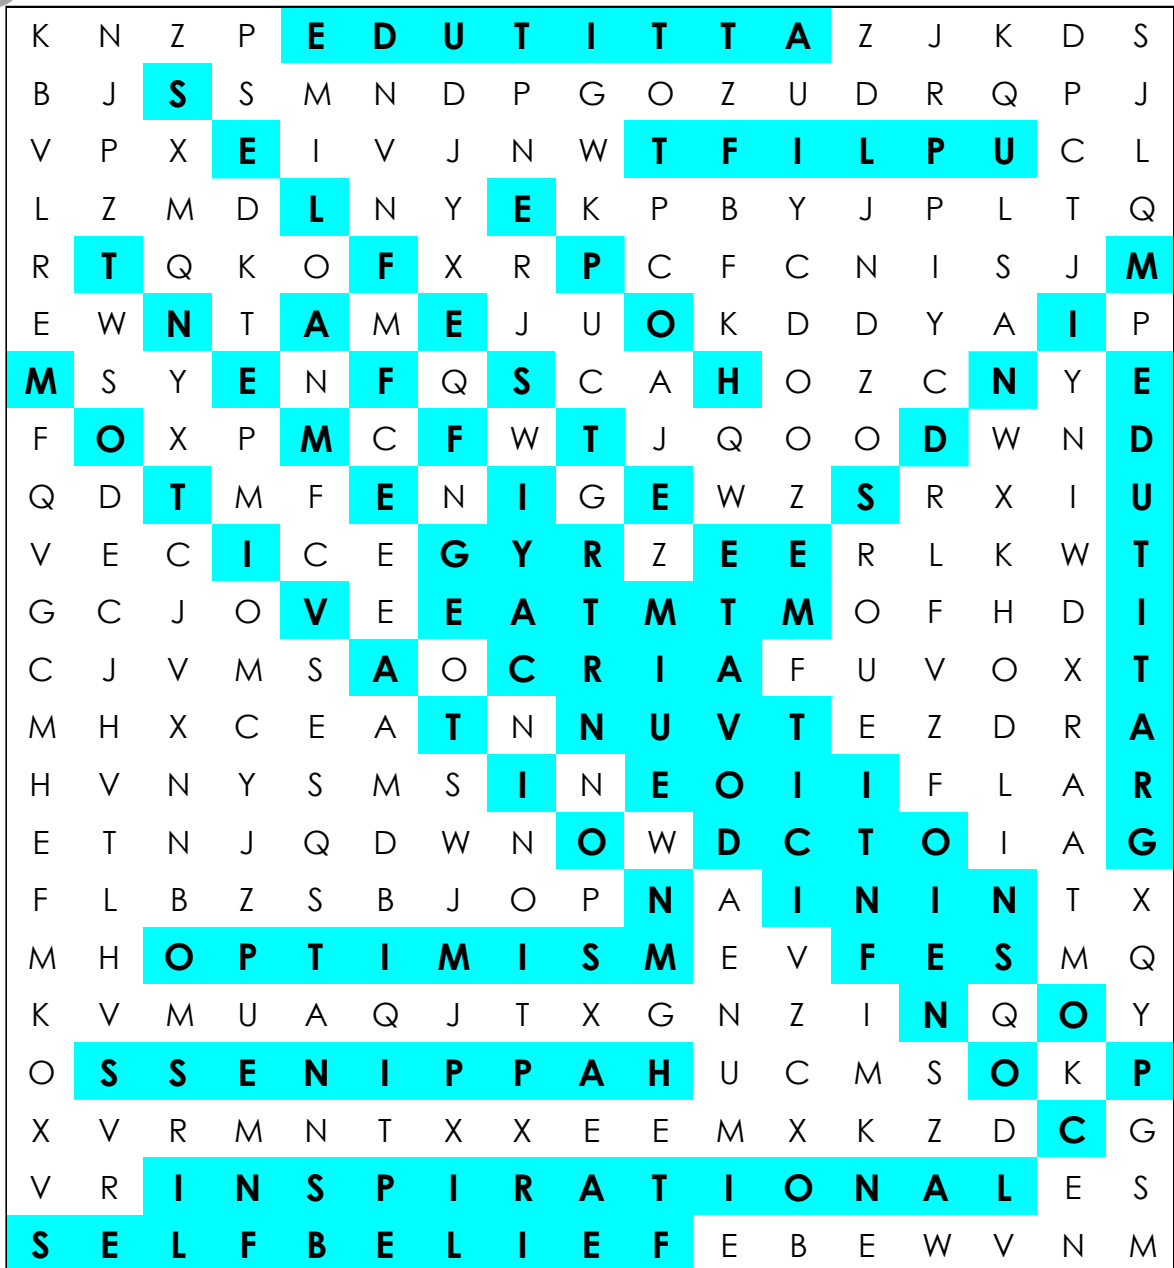 K N Z P E D U T I T T A Z J K D S
B J S S M N D P G O Z U D R Q P J
V P X E I V J N W T F I L P U C L
L Z M D L N Y E K P B Y J P L T Q
R T Q K O F X R P C F C N I S J M
E W N T A M E J U O K D D Y A I P
M S Y E N F Q S C A H O Z C N Y E
F O X P M C F W T J Q O O D W N D
Q D T M F E N I G E W Z S R X I U
V E C I C E G Y R Z E E R L K W T
G C J O V E E A T M T M O F H D I
C J V M S A O C R I A F U V O X T
M H X C E A T N N U V T E Z D R A
H V N Y S M S I N E O I I F L A R
E T N J Q D W N O W D C T O I A G
F L B Z S B J O P N A I N I N T X
M H O P T I M I S M E V F E S M Q
K V M U A Q J T X G N Z I N Q O Y
O S S E N I P P A H U C M S O K P
X V R M N T X X E E M X K Z D C G
V R I N S P I R A T I O N A L E S
S E L F B E L I E F E B E W V N M